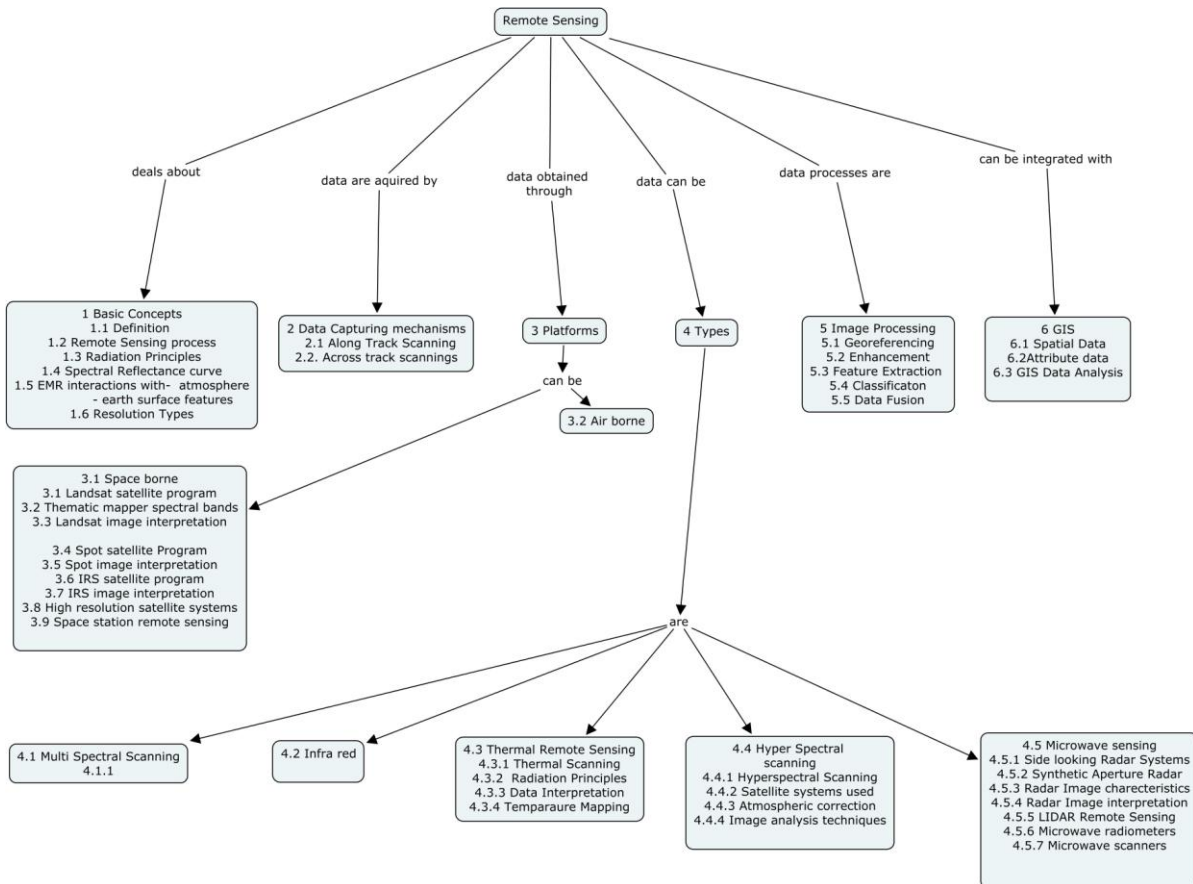 Remote Sensing
deals about
data are aquired by
data obtained
through
data can be
data processes are
can be integrated with
1 Basic Concepts
1.1 Definition
1.2 Remote Sensing process
1.3 Radiation Principles
1.4 Spectral Reflectance curve
1.5 EMR interactions with- atmosphere
- earth surface features
1.6 Resolution Types
2 Data Capturing mechanisms
2.1 Along Track Scanning
2.2. Across track scannings
3 Platforms
4 Types
5 Image Processing
5.1 Georeferencing
5.2 Enhancement
5.3 Feature Extraction
5.4 Classificaton
5.5 Data Fusion
6 GIS
6.1 Spatial Data
6.2Attribute data
6.3 GIS Data Analysis
can be
3.2 Air borne
3.1 Space borne
3.1 Landsat satellite program
3.2 Thematic mapper spectral bands
3.3 Landsat image interpretation
3.4 Spot satellite Program
3.5 Spot image interpretation
3.6 IRS satellite program
3.7 IRS image interpretation
3.8 High resolution satellite systems
3.9 Space station remote sensing
are
4.1 Multi Spectral Scanning
4.1.1
4.2 Infra red
4.3 Thermal Remote Sensing
4.3.1 Thermal Scanning
4.3.2 Radiation Principles
4.3.3 Data Interpretation
4.3.4 Temparaure Mapping
4.4 Hyper Spectral
scanning
4.4.1 Hyperspectral Scanning
4.4.2 Satellite systems used
4.4.3 Atmospheric correction
4.4.4 Image analysis techniques
4.5 Microwave sensing
4.5.1 Side looking Radar Systems
4.5.2 Synthetic Aperture Radar
4.5.3 Radar Image charecteristics
4.5.4 Radar Image interpretation
4.5.5 LIDAR Remote Sensing
4.5.6 Microwave radiometers
4.5.7 Microwave scanners